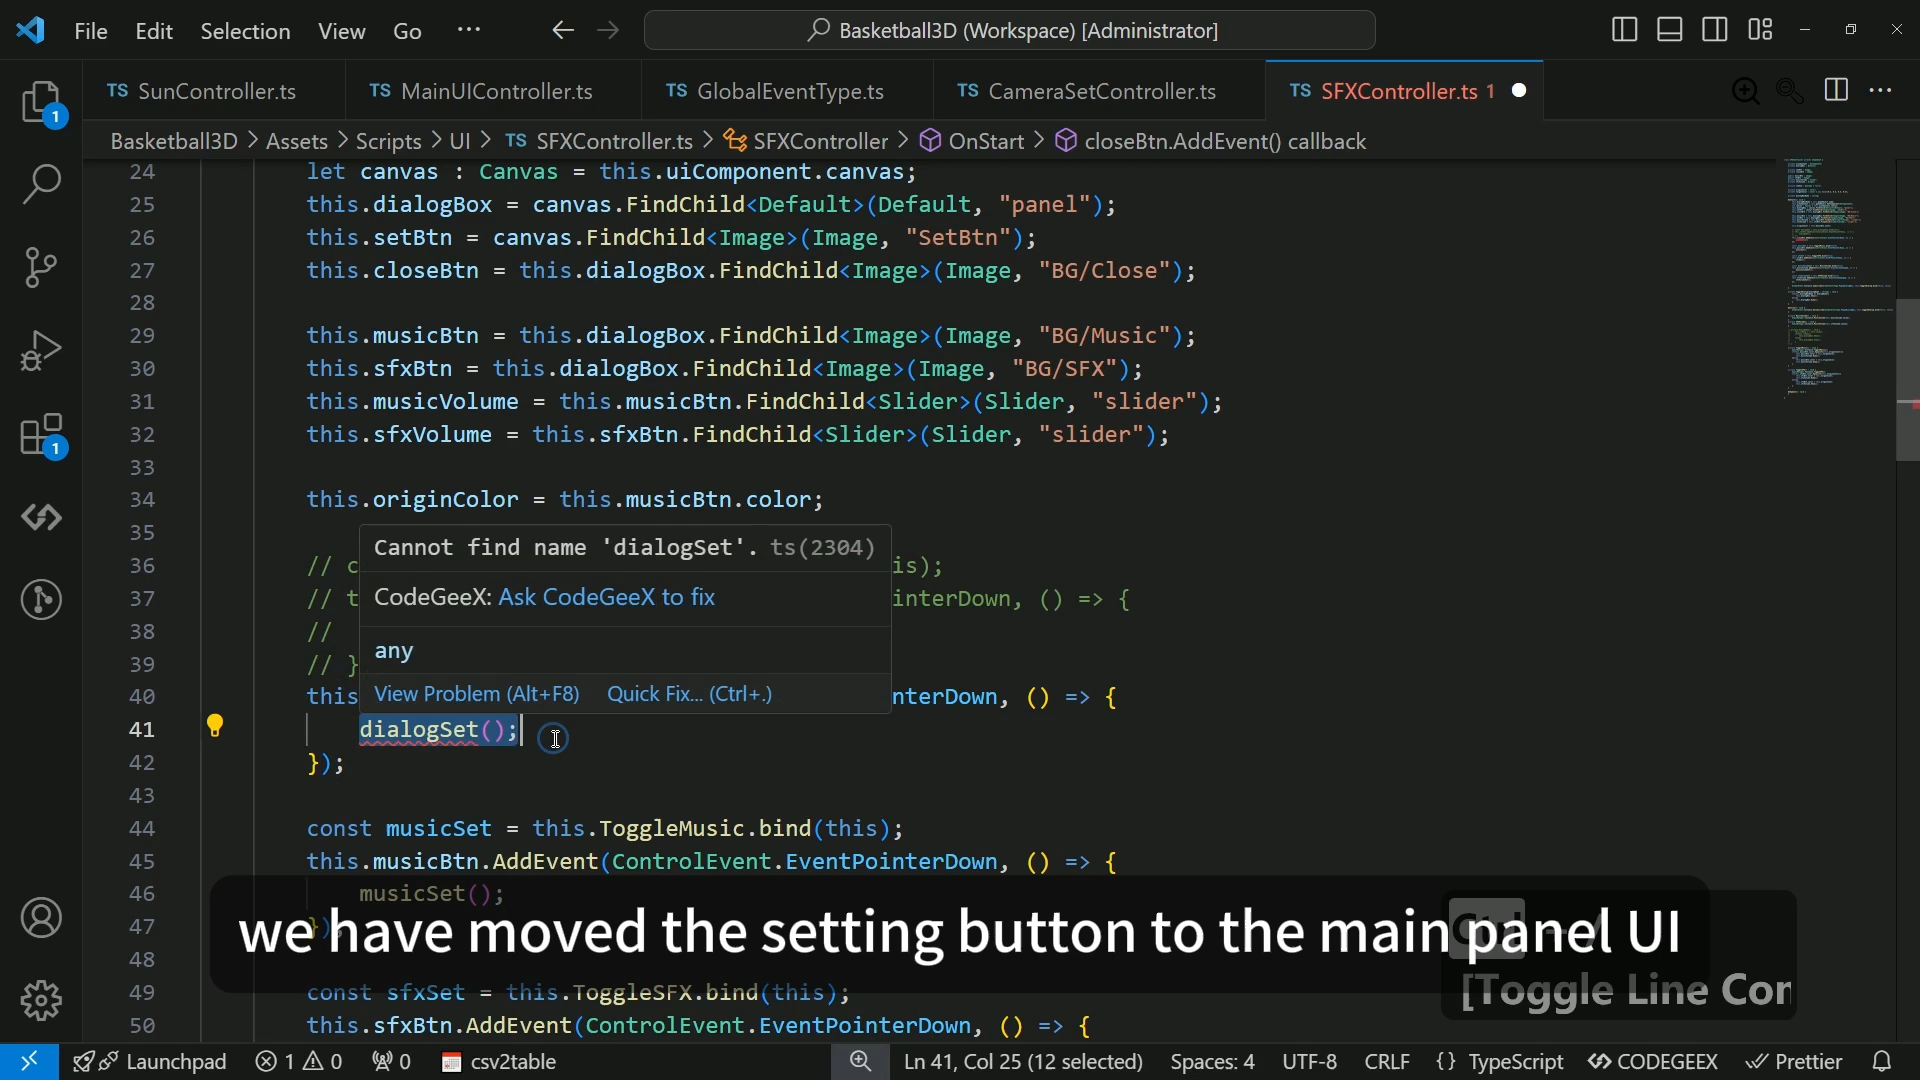 File Edit Selection View Go ··· Basketball3D (Workspace) [Administrator]
TS SunController.ts TS MainUIController.ts TS GlobalEventType.ts TS CameraSetController.ts TS SFXController.ts 1
1
Basketball3D > Assets > Scripts > UI > TS SFXController.ts > SFXController > OnStart > closeBtn.AddEvent() callback
24 let canvas : Canvas = this.uiComponent.canvas;
25 this.dialogBox = canvas.FindChild<Default>(Default, "panel");
26 this.setBtn = canvas.FindChild<Image>(Image, "SetBtn");
27 this.closeBtn = this.dialogBox.FindChild<Image>(Image, "BG/Close");
28
29 this.musicBtn = this.dialogBox.FindChild<Image>(Image, "BG/Music");
30 this.sfxBtn = this.dialogBox.FindChild<Image>(Image, "BG/SFX");
31 this.musicVolume = this.musicBtn.FindChild<Slider>(Slider, "slider");
32 this.sfxVolume = this.sfxBtn.FindChild<Slider>(Slider, "slider");
1
33
34 this.originColor = this.musicBtn.color;
35
Cannot find name 'dialogSet'. ts(2304)
36 // c is);
37 // t interDown, () => {
CodeGeeX: Ask CodeGeeX to fix
38 //
any
39 // }
40 this nterDown, () => {
View Problem (Alt+F8) Quick Fix... (Ctrl+.)
41 dialogSet();
42 });
43
44 const musicSet = this.ToggleMusic.bind(this);
45 this.musicBtn.AddEvent(ControlEvent.EventPointerDown, () => {
46 musicSet();
47 });
we have moved the setting button to the main panel UI
48
49 const sfxSet = this.ToggleSFX.bind(this);
[Toggle Line Com
50 this.sfxBtn.AddEvent(ControlEvent.EventPointerDown, () => {
Launchpad 1 0 0 csv2table Ln 41, Col 25 (12 selected) Spaces: 4 UTF-8 CRLF {} TypeScript CODEGEEX Prettier